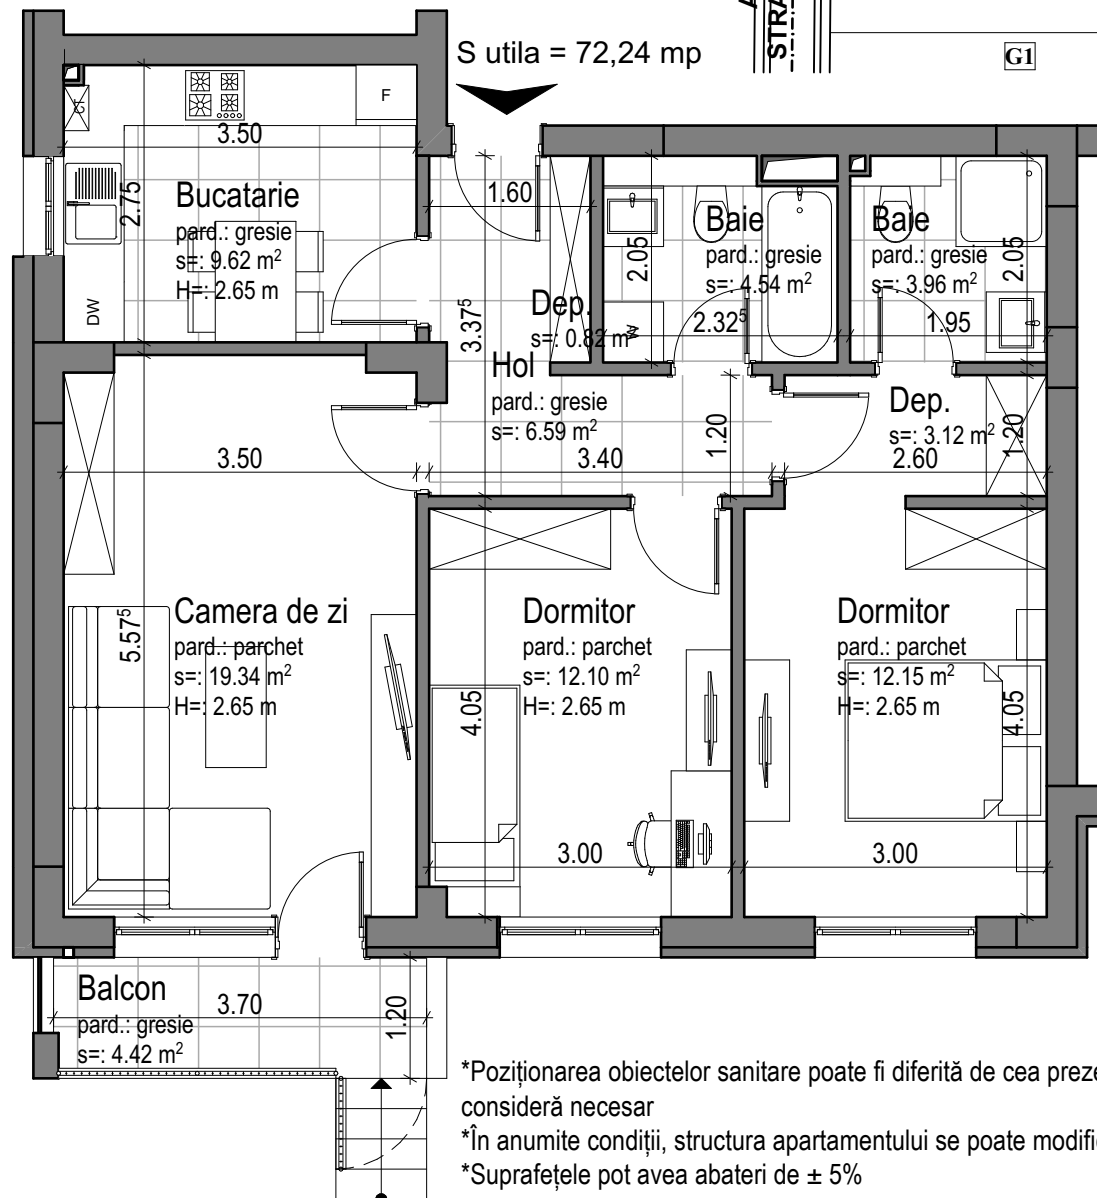 S utila = 72,24 mp
G1
F
CT
3.50
2.75
Bucatarie
pard.: gresie
s=: 9.62 m²
H=: 2.65 m
DW
1.60
3.37⁵
Dep.
s=: 0.82 m²
Baie
pard.: gresie
s=: 4.54 m²
2.05
2.32⁵
W
Baie
pard.: gresie
s=: 3.96 m²
2.05
1.95
Hol
pard.: gresie
s=: 6.59 m²
3.40
1.20
Dep.
s=: 3.12 m²
2.60
1.20
3.50
Camera de zi
pard.: parchet
s=: 19.34 m²
H=: 2.65 m
5.57⁵
Dormitor
pard.: parchet
s=: 12.10 m²
H=: 2.65 m
4.05
3.00
Dormitor
pard.: parchet
s=: 12.15 m²
H=: 2.65 m
4.05
3.00
Balcon
pard.: gresie
s=: 4.42 m²
3.70
1.20
*Poziționarea obiectelor sanitare poate fi diferită de cea preze
consideră necesar
*În anumite condiții, structura apartamentului se poate modifi
*Suprafețele pot avea abateri de ± 5%